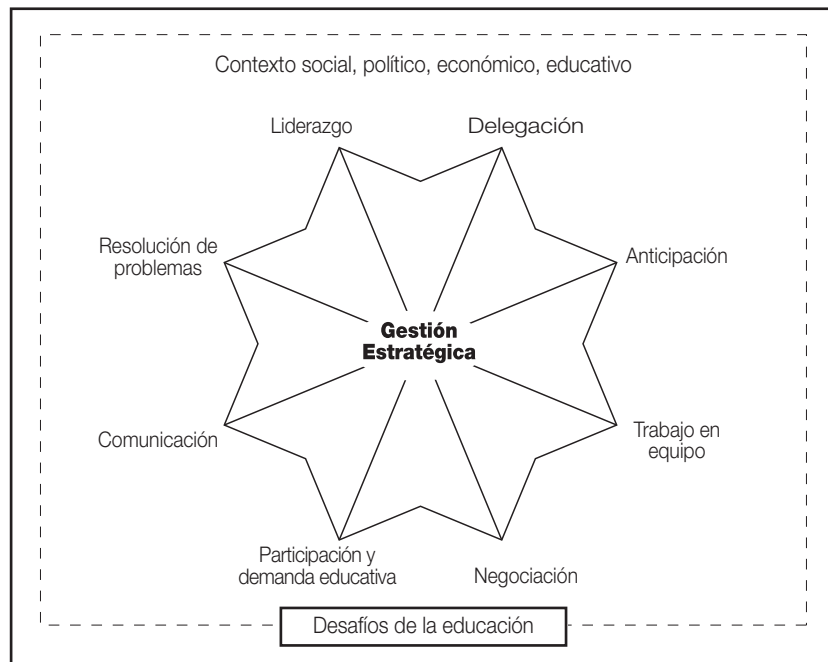 Contexto social, político, económico, educativo
Liderazgo
Delegación
Resolución de
problemas
Anticipación
Gestión
Estratégica
Comunicación
Trabajo en
equipo
Participación y
demanda educativa
Negociación
Desafíos de la educación